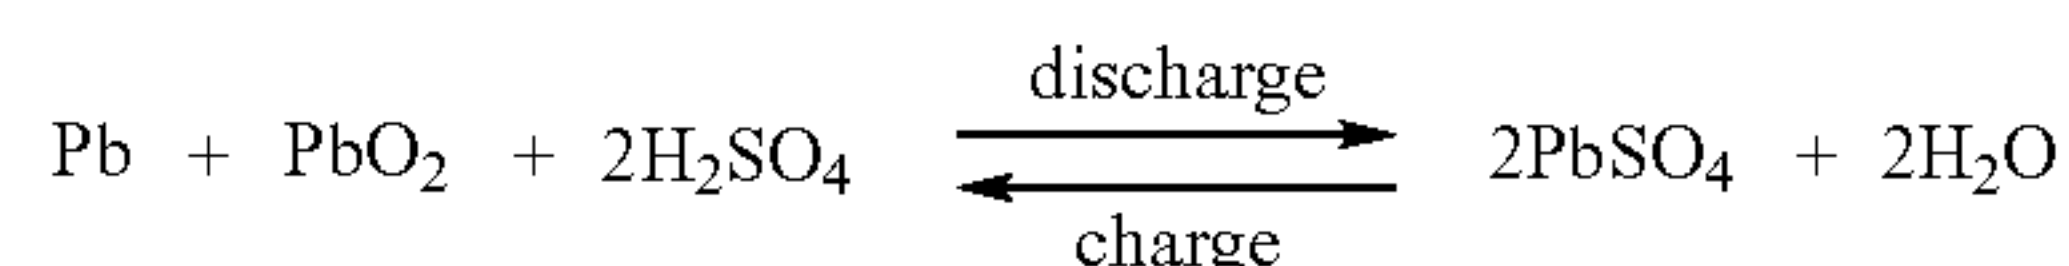 discharge
Pb + PbO₂ + 2H₂SO₄ ⇄ 2PbSO₄ + 2H₂O
charge